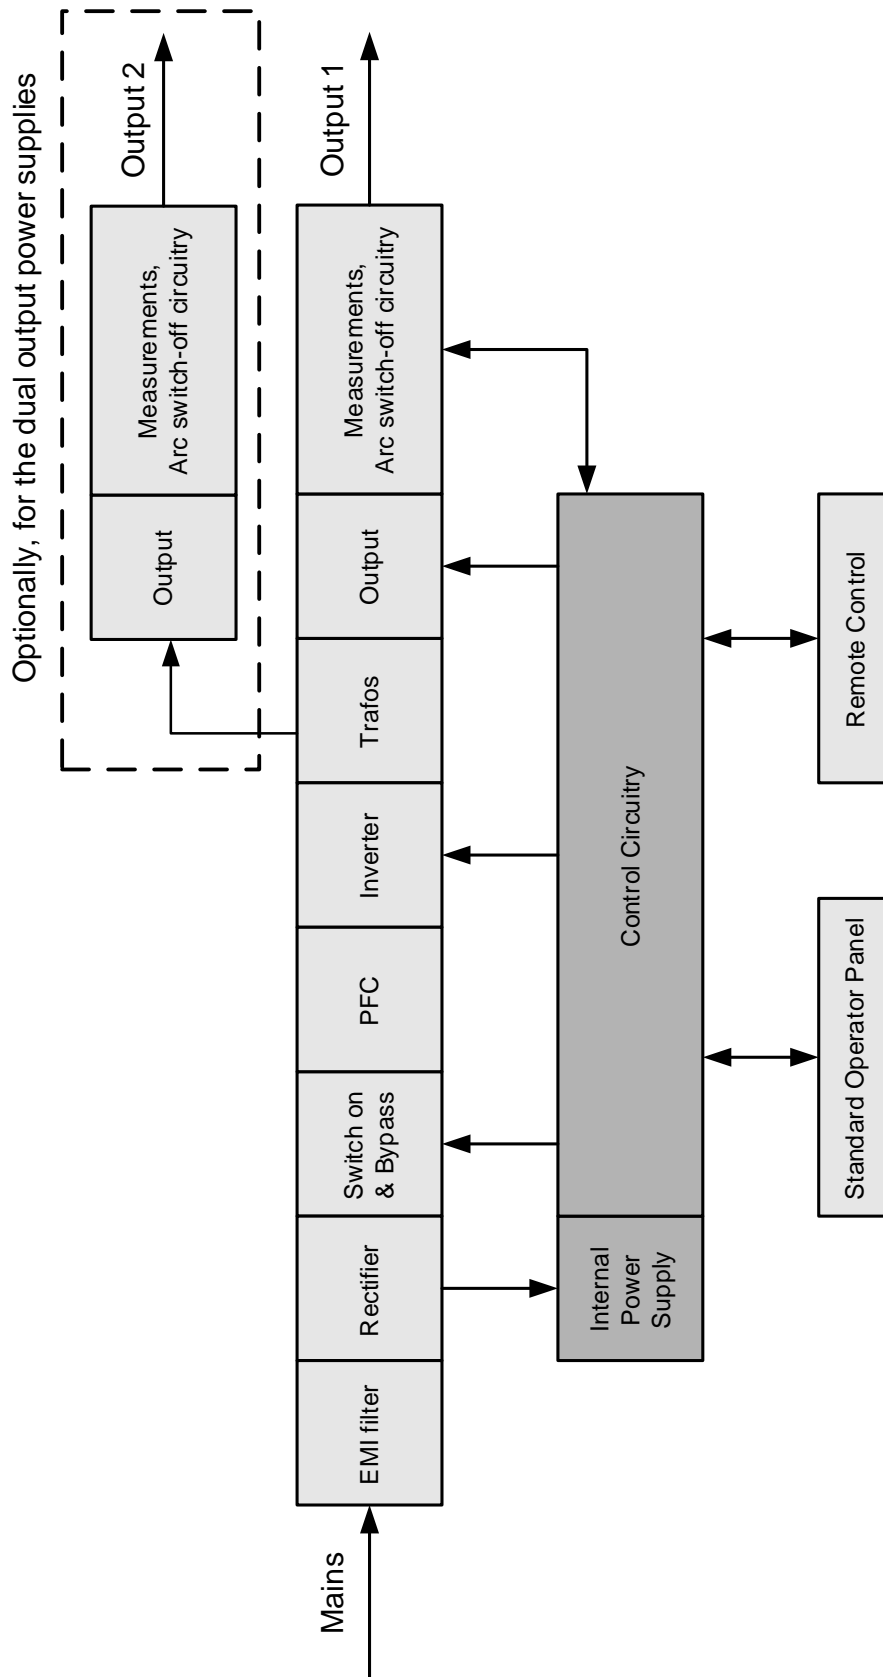 Optionally, for the dual output power supplies
Output
Measurements,
Arc switch-off circuitry
Output 2
Mains
EMI filter
Rectifier
Switch on
& Bypass
PFC
Inverter
Trafos
Output
Measurements,
Arc switch-off circuitry
Output 1
Internal
Power
Supply
Control Circuitry
Standard Operator Panel
Remote Control